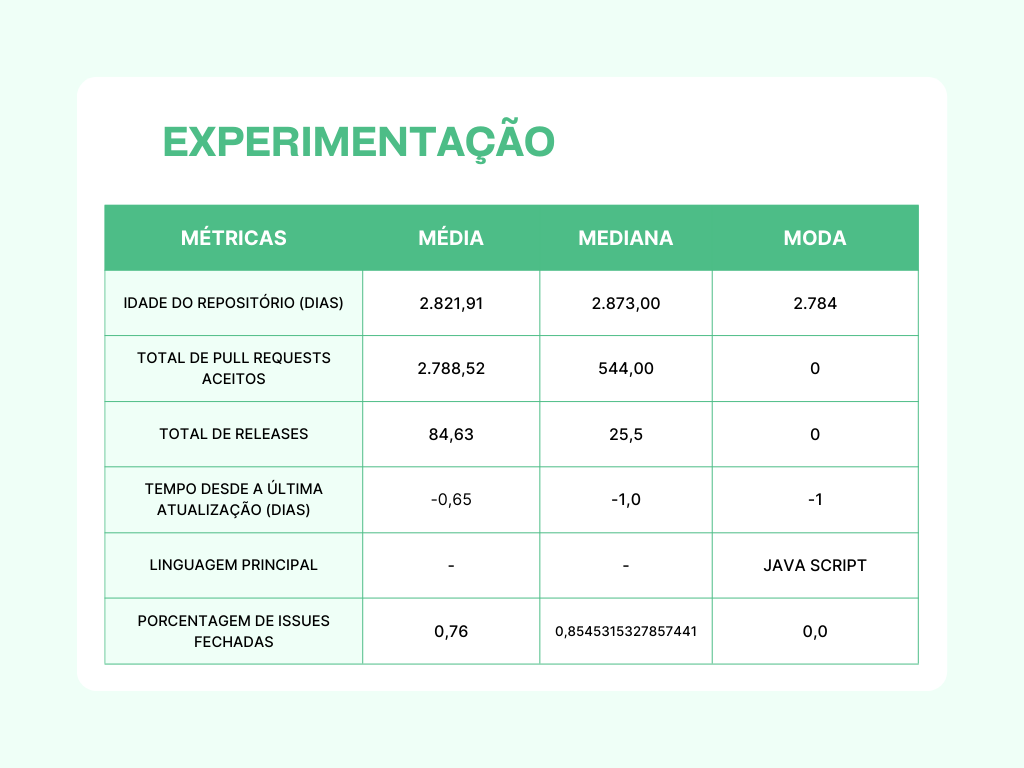 EXPERIMENTAÇÃO
MÉTRICAS MÉDIA MEDIANA MODA
IDADE DO REPOSITÓRIO (DIAS) 2.821,91 2.873,00 2.784
TOTAL DE PULL REQUESTS
ACEITOS 2.788,52 544,00 0
TOTAL DE RELEASES 84,63 25,5 0
TEMPO DESDE A ÚLTIMA
ATUALIZAÇÃO (DIAS) -0,65 -1,0 -1
LINGUAGEM PRINCIPAL - - JAVA SCRIPT
PORCENTAGEM DE ISSUES
FECHADAS 0,76 0,8545315327857441 0,0